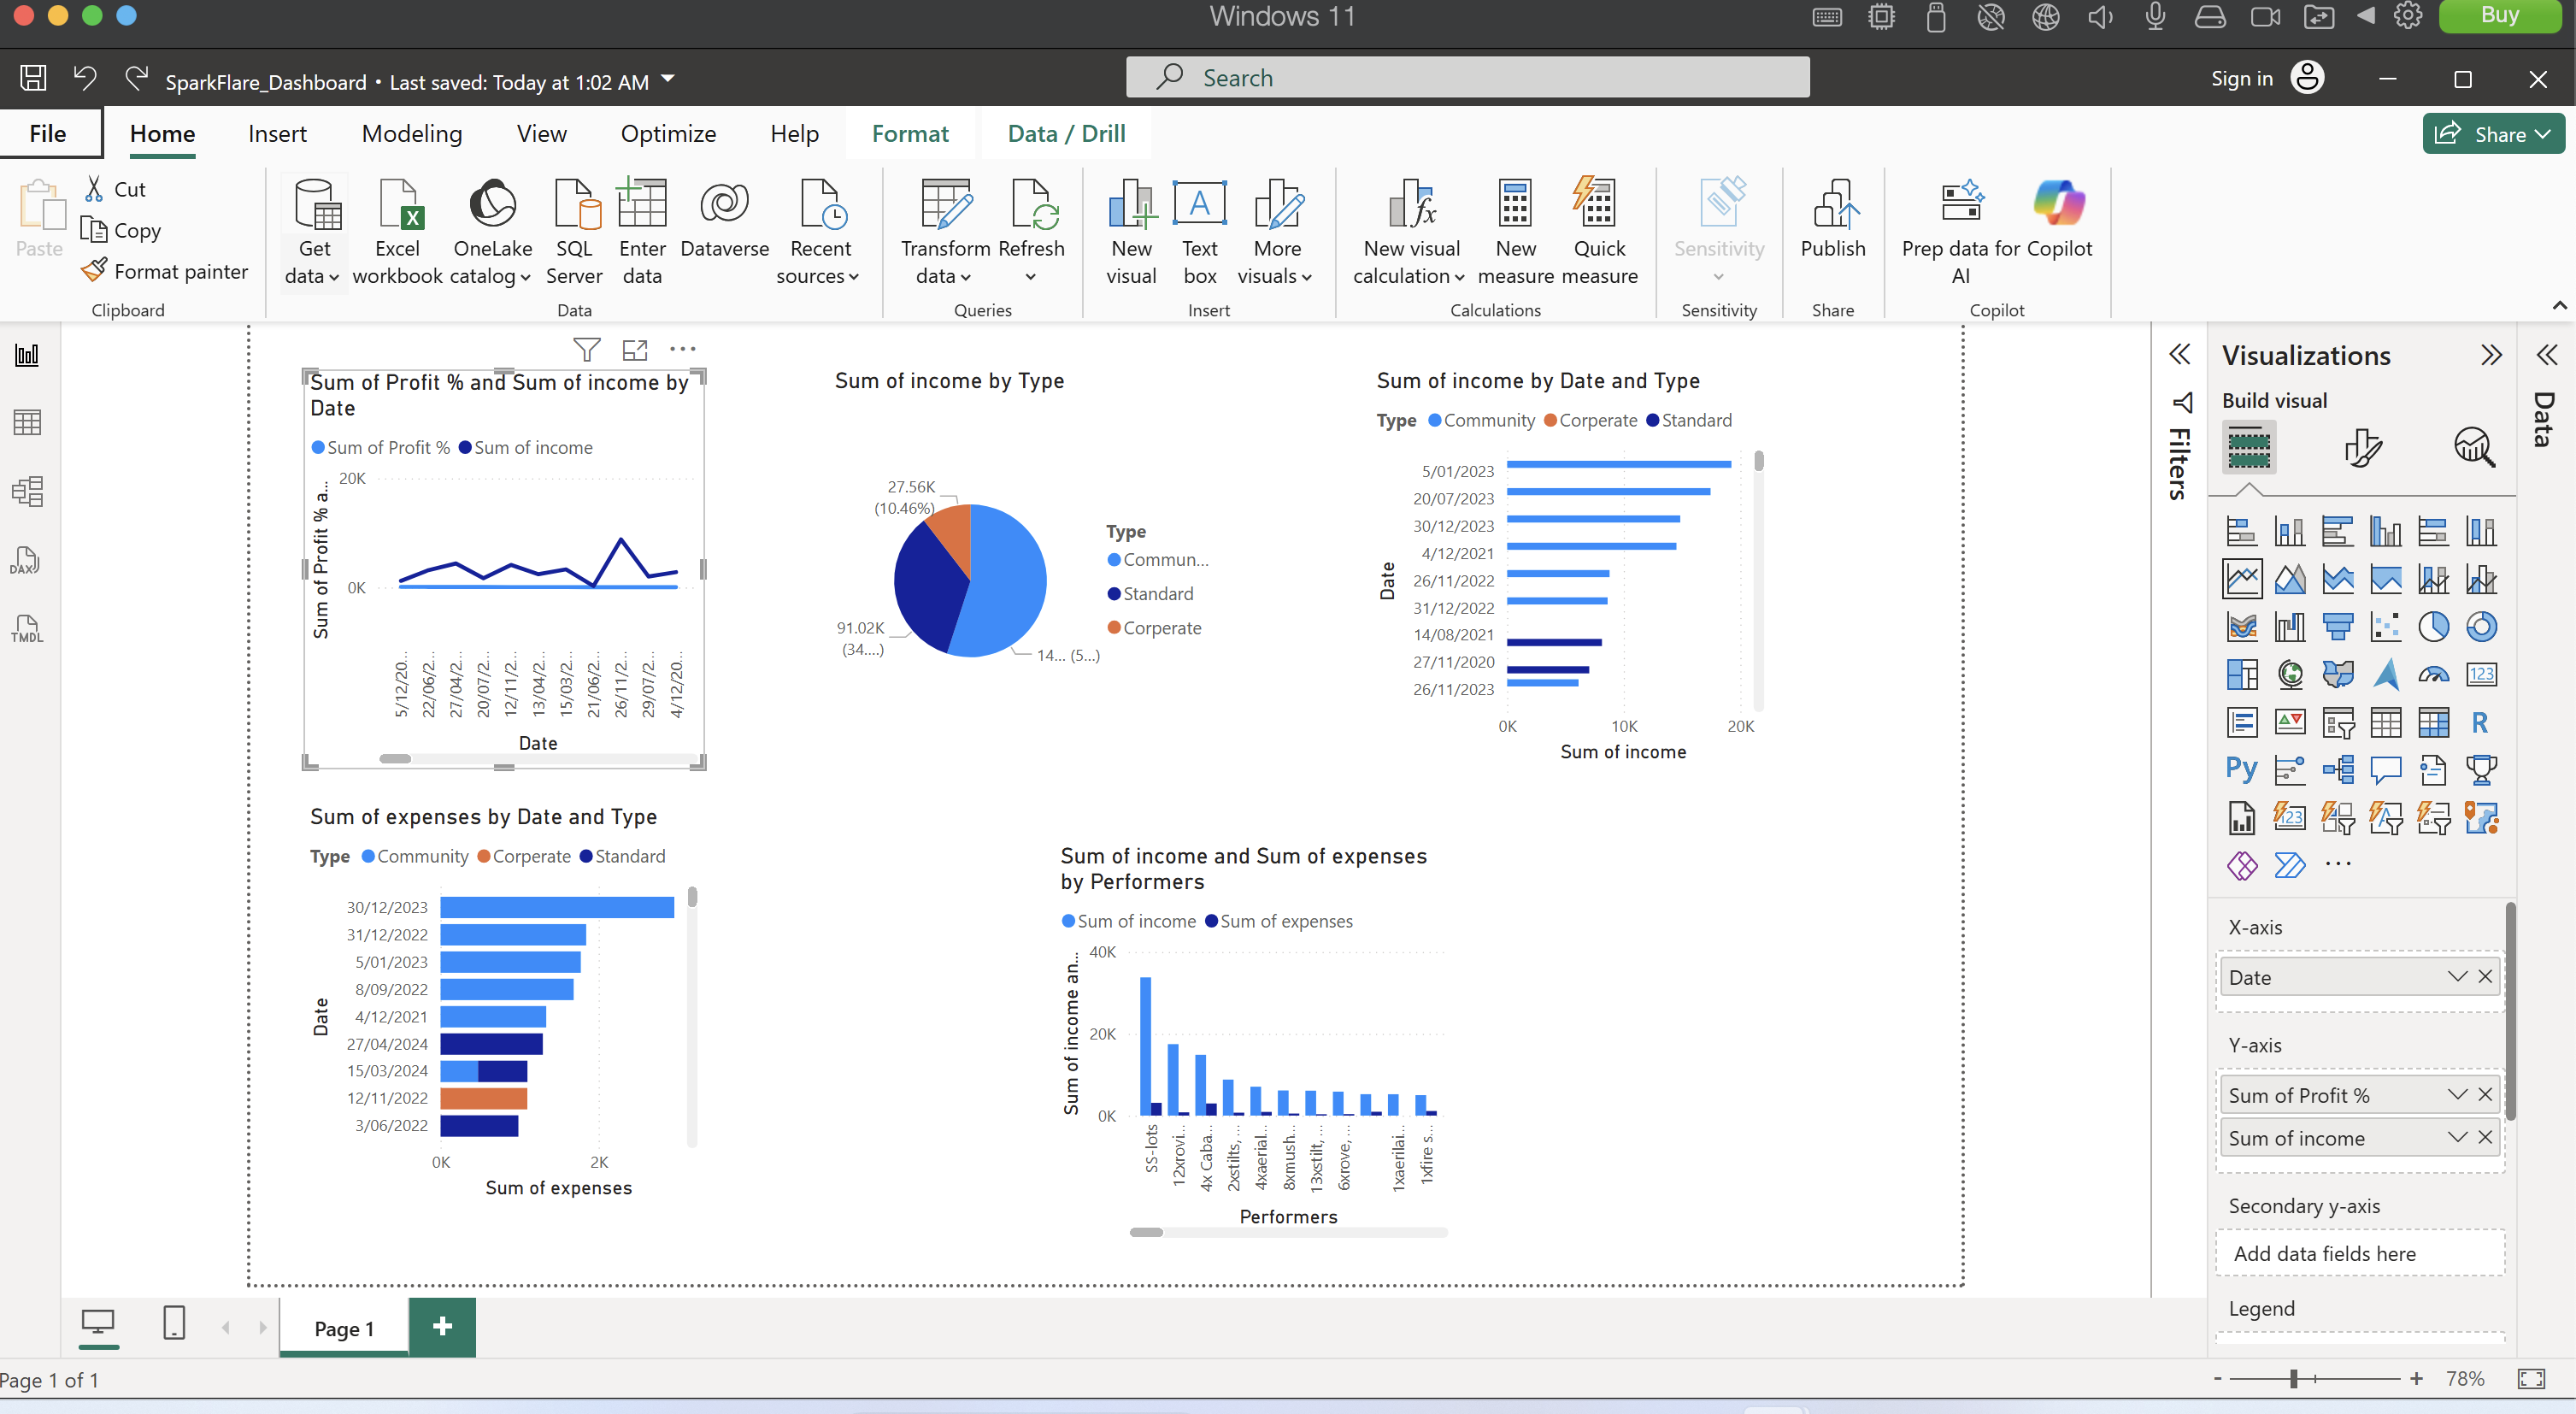 Windows 11
Buy
SparkFlare_Dashboard • Last saved: Today at 1:02 AM
Search
Sign in
File Home Insert Modeling View Optimize Help Format Data / Drill
Share
Paste
Cut
Copy
Format painter
Clipboard
Get data
Excel workbook
OneLake catalog
SQL Server
Enter data
Dataverse
Recent sources
Data
Transform data
Refresh
Queries
New visual
Text box
More visuals
Insert
New visual calculation
New measure
Quick measure
Calculations
Sensitivity
Sensitivity
Publish
Share
Prep data for AI
Copilot
Copilot
DAX
TMDL
Sum of Profit % and Sum of income by
Date
Sum of Profit % Sum of income
Sum of Profit % a...
20K
0K
5/12/20...
22/06/2...
27/04/2...
20/07/2...
12/11/2...
13/04/2...
15/03/2...
21/06/2...
26/11/2...
29/07/2...
4/12/20...
Date
Sum of income by Type
27.56K
(10.46%)
91.02K
(34....)
14... (5...)
Type
Commun...
Standard
Corperate
Sum of income by Date and Type
Type Community Corperate Standard
Date
5/01/2023
20/07/2023
30/12/2023
4/12/2021
26/11/2022
31/12/2022
14/08/2021
27/11/2020
26/11/2023
0K 10K 20K
Sum of income
Sum of expenses by Date and Type
Type Community Corperate Standard
Date
30/12/2023
31/12/2022
5/01/2023
8/09/2022
4/12/2021
27/04/2024
15/03/2024
12/11/2022
3/06/2022
0K 2K
Sum of expenses
Sum of income and Sum of expenses
by Performers
Sum of income Sum of expenses
Sum of income an...
40K
20K
0K
SS-lots
12xrovi...
4x Caba...
2xstilts, ...
4xaerial...
8xmush...
13xstilt, ...
6xrove, ...
1xaerilai...
1xfire s...
Performers
Filters
Visualizations
Build visual
123
R
Py
123
X-axis
Date
Y-axis
Sum of Profit %
Sum of income
Secondary y-axis
Add data fields here
Legend
Data
Page 1
Page 1 of 1
- + 78%